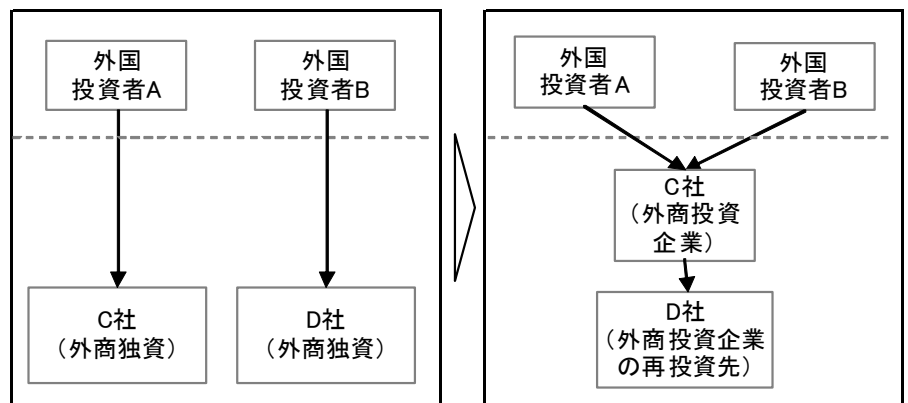 外国
投資者A
外国
投資者B
C社
（外商独資）
D社
（外商独資）
外国
投資者A
外国
投資者B
C社
（外商投資
企業）
D社
（外商投資企業
の再投資先）